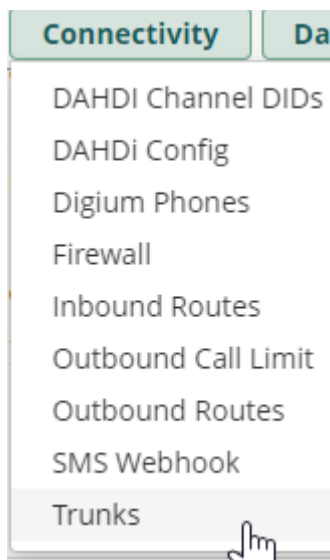 Connectivity Da
DAHDI Channel DIDs
DAHDi Config
Digium Phones
Firewall
Inbound Routes
Outbound Call Limit
Outbound Routes
SMS Webhook
Trunks